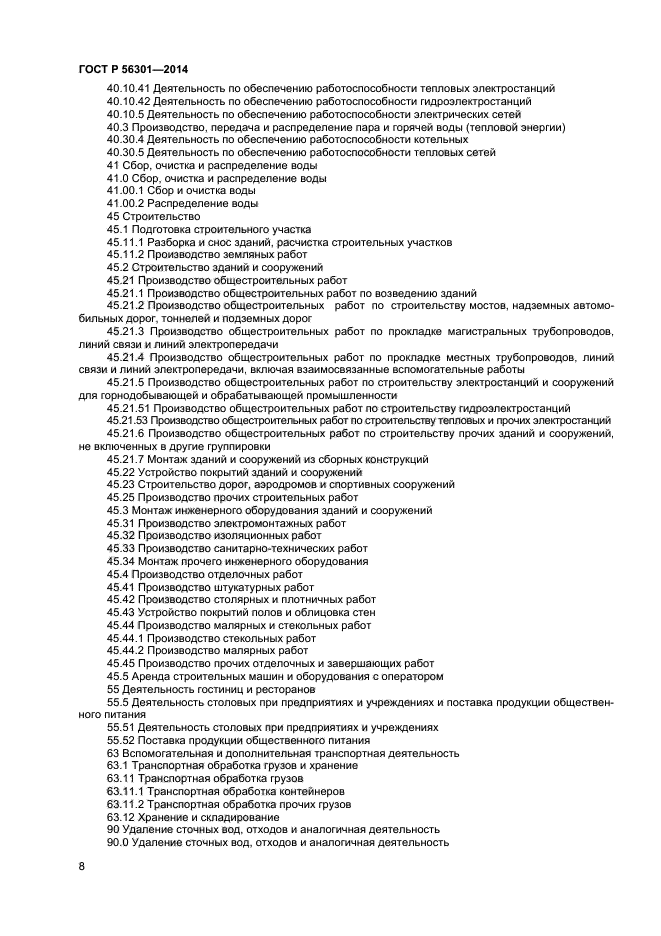 ГОСТ Р 56301—2014
40.10.41 Деятельность по обеспечению работоспособности тепловых электростанций
40.10.42 Деятельность по обеспечению работоспособности гидроэлектростанций
40.10.5 Деятельность по обеспечению работоспособности электрических сетей
40.3 Производство, передача и распределение пара и горячей воды (тепловой энергии)
40.30.4 Деятельность по обеспечению работоспособности котельных
40.30.5 Деятельность по обеспечению работоспособности тепловых сетей
41 Сбор, очистка и распределение воды
41.0 Сбор, очистка и распределение воды
41.00.1 Сбор и очистка воды
41.00.2 Распределение воды
45 Строительство
45.1 Подготовка строительного участка
45.11.1 Разборка и снос зданий, расчистка строительных участков
45.11.2 Производство земляных работ
45.2 Строительство зданий и сооружений
45.21 Производство общестроительных работ
45.21.1 Производство общестроительных работ по возведению зданий
45.21.2 Производство общестроительных работ по строительству мостов, надземных автомо-
бильных дорог, тоннелей и подземных дорог
45.21.3 Производство общестроительных работ по прокладке магистральных трубопроводов,
линий связи и линий электропередачи
45.21.4 Производство общестроительных работ по прокладке местных трубопроводов, линий
связи и линий электропередачи, включая взаимосвязанные вспомогательные работы
45.21.5 Производство общестроительных работ по строительству электростанций и сооружений
для горнодобывающей и обрабатывающей промышленности
45.21.51 Производство общестроительных работ по строительству гидроэлектростанций
45.21.53 Производство общестроительных работ по строительству тепловых и прочих электростанций
45.21.6 Производство общестроительных работ по строительству прочих зданий и сооружений,
не включенных в другие группировки
45.21.7 Монтаж зданий и сооружений из сборных конструкций
45.22 Устройство покрытий зданий и сооружений
45.23 Строительство дорог, аэродромов и спортивных сооружений
45.25 Производство прочих строительных работ
45.3 Монтаж инженерного оборудования зданий и сооружений
45.31 Производство электромонтажных работ
45.32 Производство изоляционных работ
45.33 Производство санитарно-технических работ
45.34 Монтаж прочего инженерного оборудования
45.4 Производство отделочных работ
45.41 Производство штукатурных работ
45.42 Производство столярных и плотничных работ
45.43 Устройство покрытий полов и облицовка стен
45.44 Производство малярных и стекольных работ
45.44.1 Производство стекольных работ
45.44.2 Производство малярных работ
45.45 Производство прочих отделочных и завершающих работ
45.5 Аренда строительных машин и оборудования с оператором
55 Деятельность гостиниц и ресторанов
55.5 Деятельность столовых при предприятиях и учреждениях и поставка продукции обществен-
ного питания
55.51 Деятельность столовых при предприятиях и учреждениях
55.52 Поставка продукции общественного питания
63 Вспомогательная и дополнительная транспортная деятельность
63.1 Транспортная обработка грузов и хранение
63.11 Транспортная обработка грузов
63.11.1 Транспортная обработка контейнеров
63.11.2 Транспортная обработка прочих грузов
63.12 Хранение и складирование
90 Удаление сточных вод, отходов и аналогичная деятельность
90.0 Удаление сточных вод, отходов и аналогичная деятельность
8